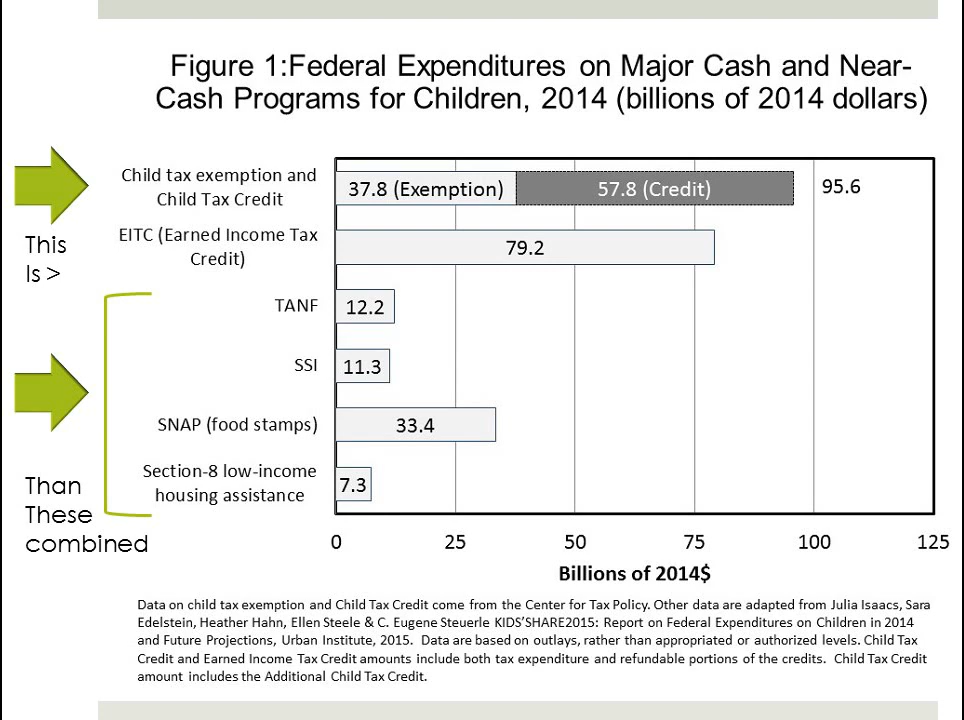 Figure 1:Federal Expenditures on Major Cash and Near-
Cash Programs for Children, 2014 (billions of 2014 dollars)
This
Is >
Than
These
combined
Child tax exemption and
Child Tax Credit
37.8 (Exemption)
57.8 (Credit)
95.6
EITC (Earned Income Tax
Credit)
79.2
TANF
12.2
SSI
11.3
SNAP (food stamps)
33.4
Section-8 low-income
housing assistance
7.3
0 25 50 75 100 125
Billions of 2014$
Data on child tax exemption and Child Tax Credit come from the Center for Tax Policy. Other data are adapted from Julia Isaacs, Sara
Edelstein, Heather Hahn, Ellen Steele & C. Eugene Steuerle KIDS'SHARE2015: Report on Federal Expenditures on Children in 2014
and Future Projections, Urban Institute, 2015. Data are based on outlays, rather than appropriated or authorized levels. Child Tax
Credit and Earned Income Tax Credit amounts include both tax expenditure and refundable portions of the credits. Child Tax Credit
amount includes the Additional Child Tax Credit.